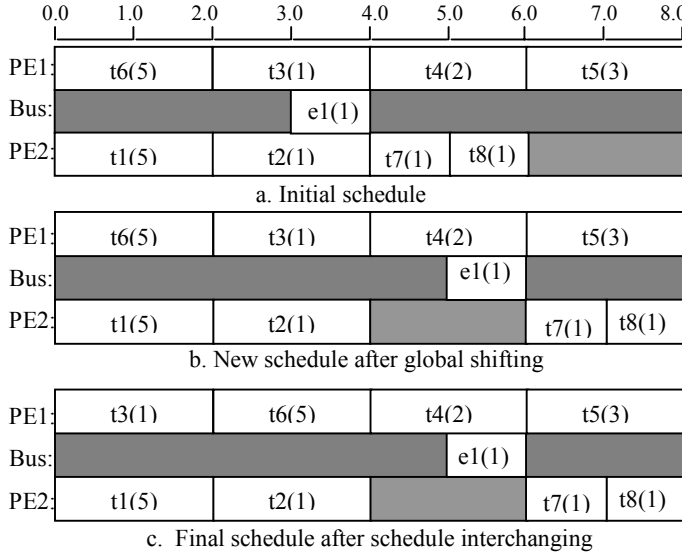 0.0 1.0 2.0 3.0 4.0 5.0 6.0 7.0 8.0
PE1: t6(5) t3(1) t4(2) t5(3)
Bus: e1(1)
PE2: t1(5) t2(1) t7(1) t8(1)
a. Initial schedule
PE1: t6(5) t3(1) t4(2) t5(3)
Bus: e1(1)
PE2: t1(5) t2(1) t7(1) t8(1)
b. New schedule after global shifting
PE1: t3(1) t6(5) t4(2) t5(3)
Bus: e1(1)
PE2: t1(5) t2(1) t7(1) t8(1)
c. Final schedule after schedule interchanging